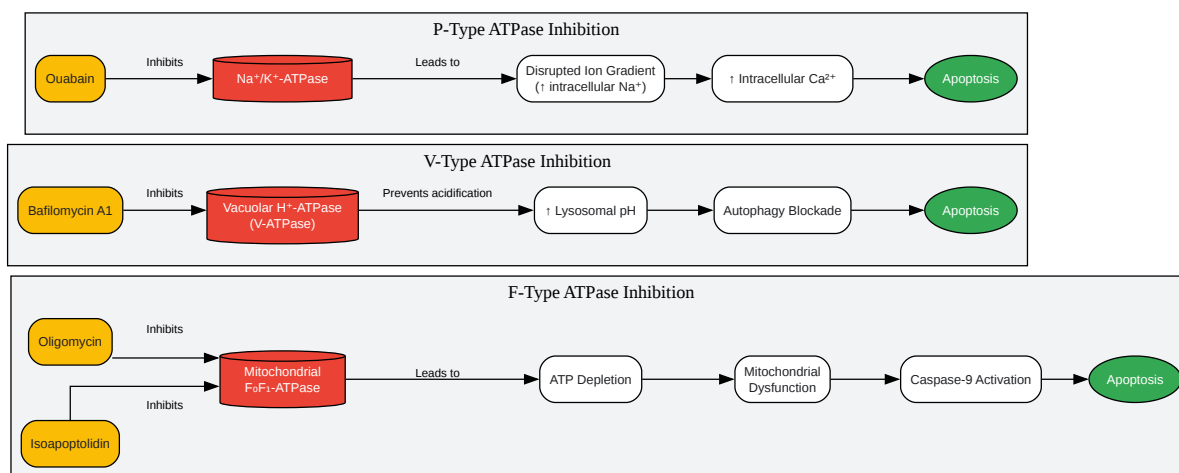 P-Type ATPase Inhibition
Ouabain
Inhibits
Na⁺/K⁺-ATPase
Leads to
Disrupted Ion Gradient
(↑ intracellular Na⁺)
↑ Intracellular Ca²⁺
Apoptosis
V-Type ATPase Inhibition
Bafilomycin A1
Inhibits
Vacuolar H⁺-ATPase
(V-ATPase)
Prevents acidification
↑ Lysosomal pH
Autophagy Blockade
Apoptosis
F-Type ATPase Inhibition
Oligomycin
Inhibits
Isoapoptolidin
Inhibits
Mitochondrial
F₀F₁-ATPase
Leads to
ATP Depletion
Mitochondrial
Dysfunction
Caspase-9 Activation
Apoptosis